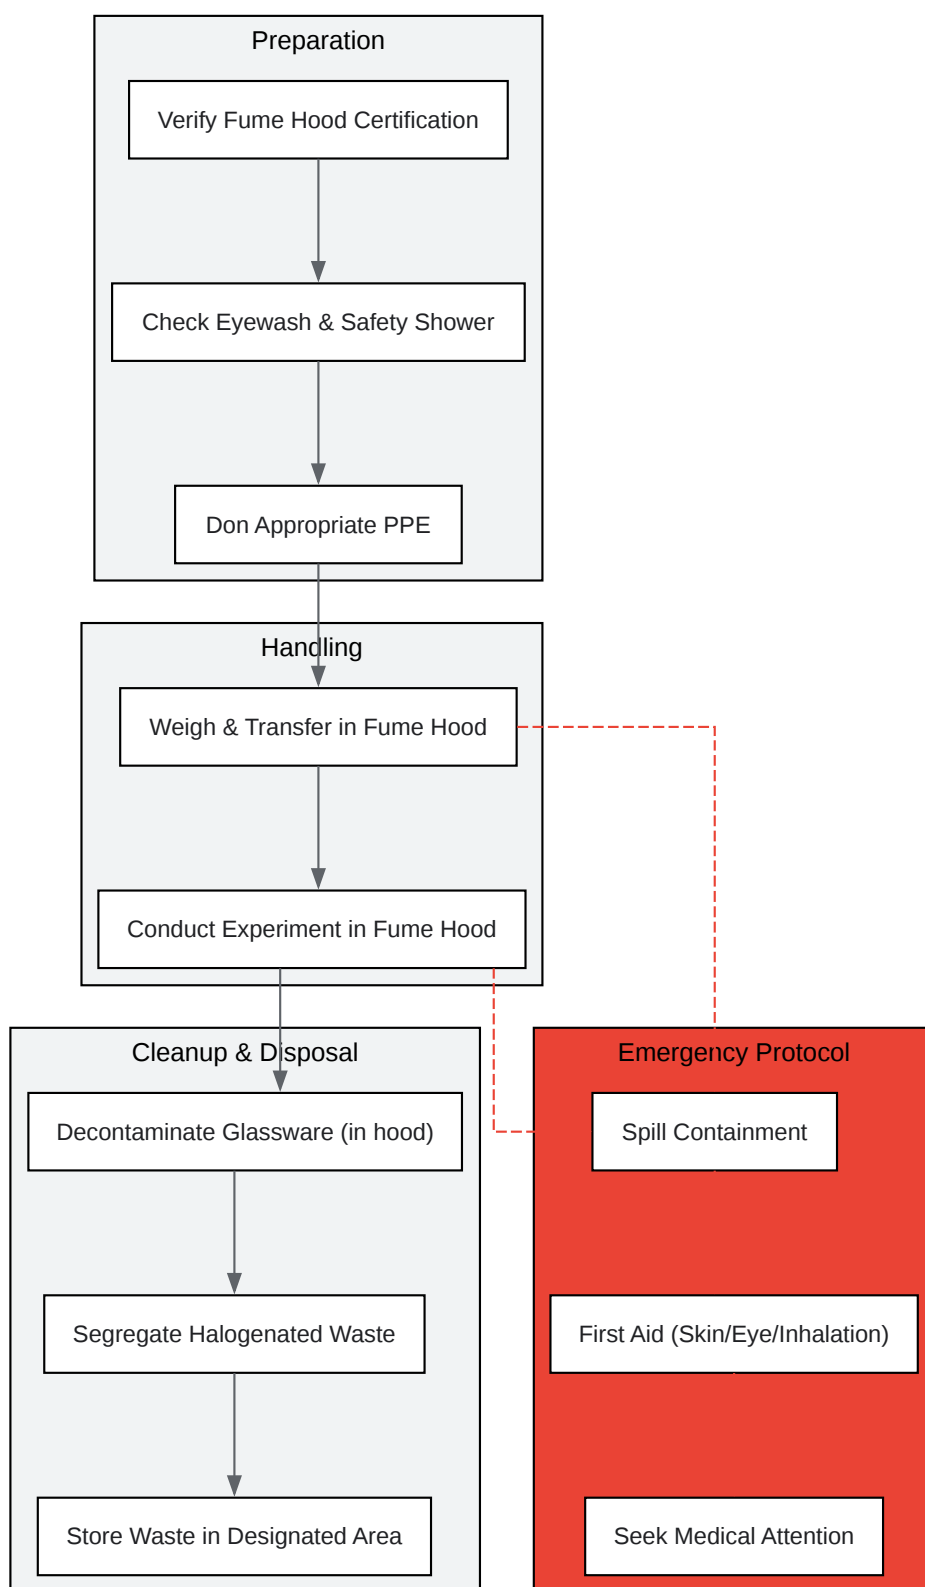 Preparation
Verify Fume Hood Certification
Check Eyewash & Safety Shower
Don Appropriate PPE
Handling
Weigh & Transfer in Fume Hood
Conduct Experiment in Fume Hood
Cleanup & Disposal
Decontaminate Glassware (in hood)
Segregate Halogenated Waste
Store Waste in Designated Area
Emergency Protocol
Spill Containment
First Aid (Skin/Eye/Inhalation)
Seek Medical Attention